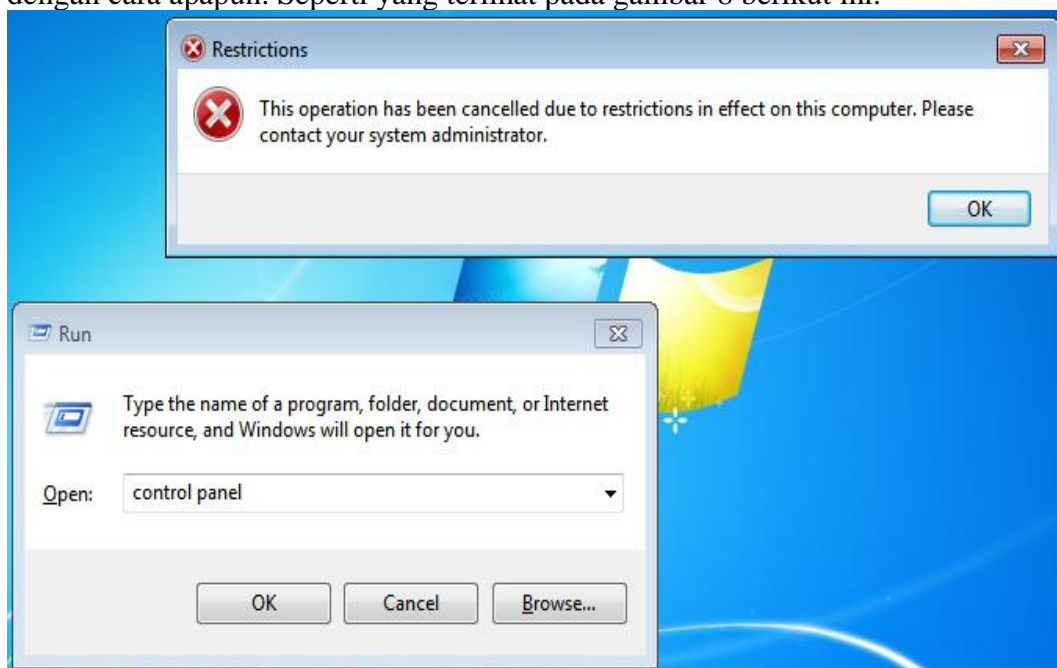 dengan cara apapun. Seperti yang terlihat pada gambar 8 berikut ini:
Restrictions
This operation has been cancelled due to restrictions in effect on this computer. Please
contact your system administrator.
OK
Run
Type the name of a program, folder, document, or Internet
resource, and Windows will open it for you.
Open: control panel
OK Cancel Browse...